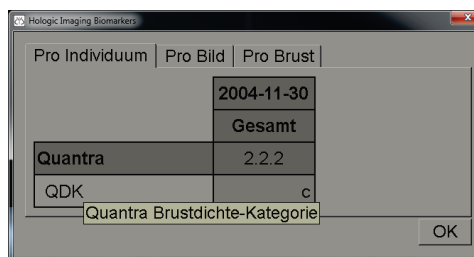 Hologic Imaging Biomarkers
Pro Individuum Pro Bild Pro Brust
2004-11-30
Gesamt
Quantra 2.2.2
QDK c
Quantra Brustdichte-Kategorie
OK